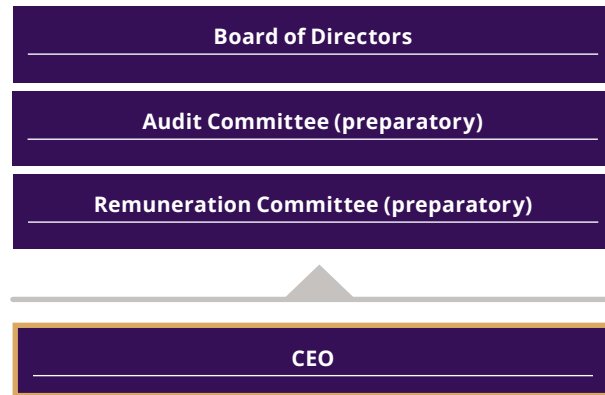 Board of Directors
Audit Committee (preparatory)
Remuneration Committee (preparatory)
CEO